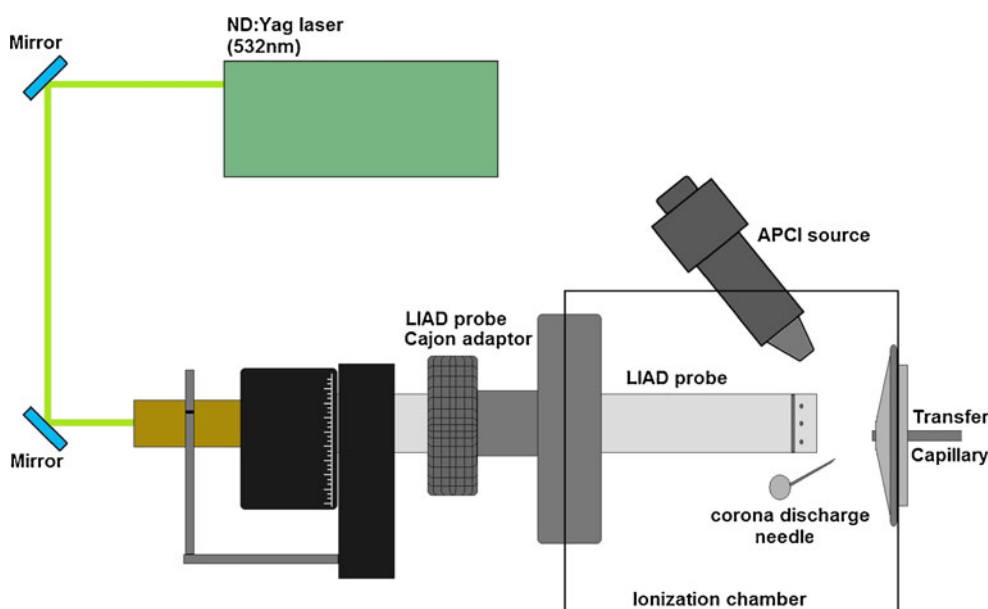 ND:Yag laser
(532nm)
Mirror
APCI source
LIAD probe
Cajon adaptor
LIAD probe
Transfer
Capillary
Mirror
corona discharge
needle
Ionization chamber